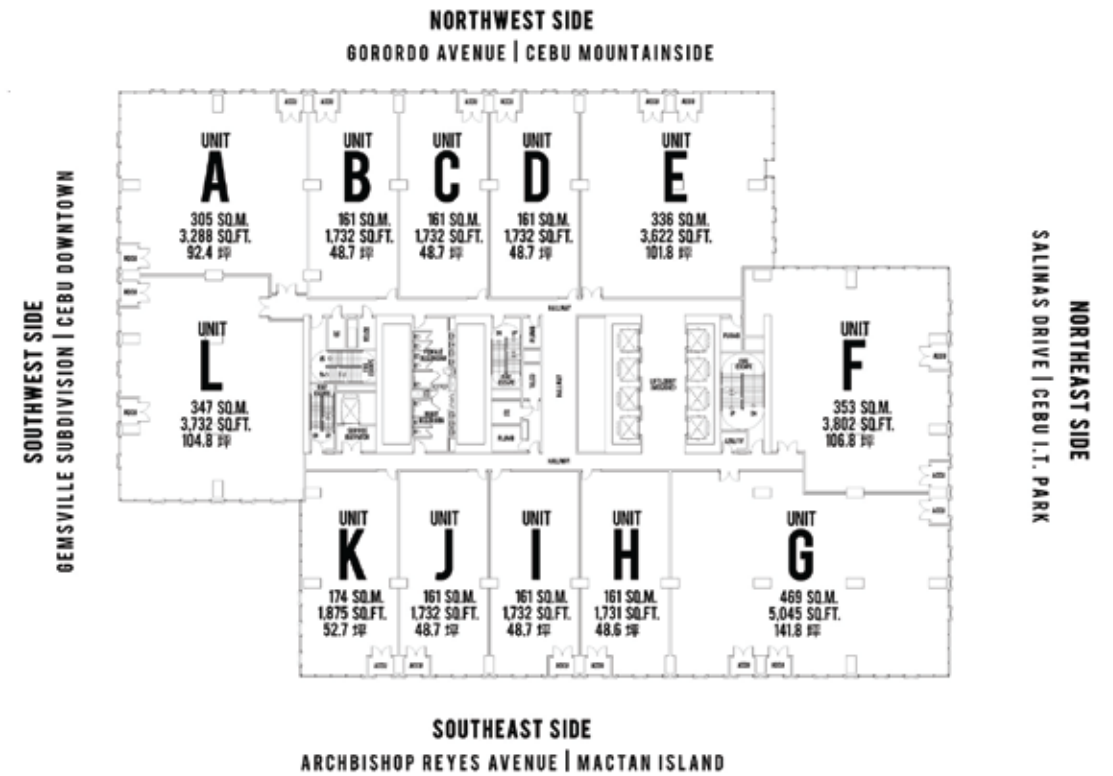 NORTHWEST SIDE
GORORDO AVENUE | CEBU MOUNTAINSIDE
UNIT
A
305 SQ.M.
3,288 SQ.FT.
92.4 坪
UNIT
B
161 SQ.M.
1,732 SQ.FT.
48.7 坪
UNIT
C
161 SQ.M.
1,732 SQ.FT.
48.7 坪
UNIT
D
161 SQ.M.
1,732 SQ.FT.
48.7 坪
UNIT
E
336 SQ.M.
3,622 SQ.FT.
101.8 坪
SOUTHWEST SIDE
GEMSVILLE SUBDIVISION | CEBU DOWNTOWN
UNIT
L
347 SQ.M.
3,732 SQ.FT.
104.8 坪
HALLWAY
HALLWAY
HALLWAY
UNIT
F
353 SQ.M.
3,802 SQ.FT.
106.8 坪
NORTHEAST SIDE
SALINAS DRIVE | CEBU I.T. PARK
UNIT
K
174 SQ.M.
1,875 SQ.FT.
52.7 坪
UNIT
J
161 SQ.M.
1,732 SQ.FT.
48.7 坪
UNIT
I
161 SQ.M.
1,732 SQ.FT.
48.7 坪
UNIT
H
161 SQ.M.
1,731 SQ.FT.
48.6 坪
UNIT
G
469 SQ.M.
5,045 SQ.FT.
141.8 坪
SOUTHEAST SIDE
ARCHBISHOP REYES AVENUE | MACTAN ISLAND